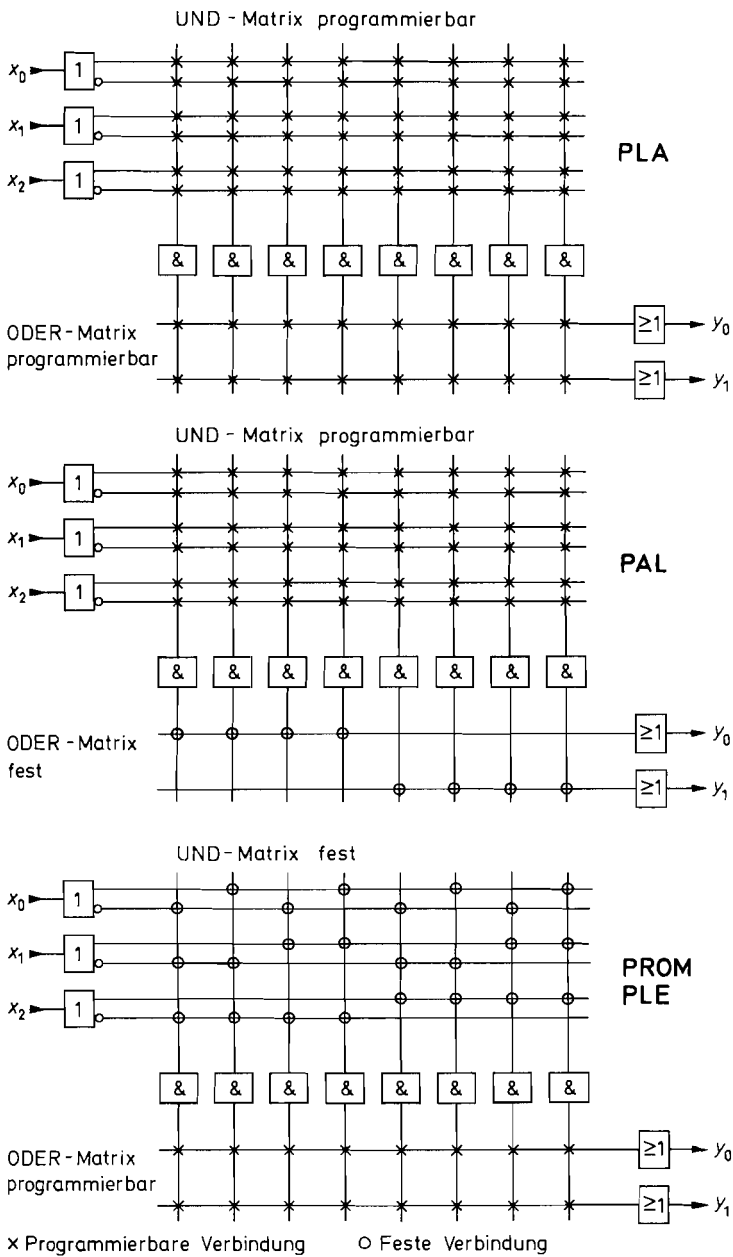 UND-Matrix programmierbar
x₀ 1
x₁ 1
PLA
x₂ 1
& & & & & & & &
ODER-Matrix
programmierbar
≥1 y₀
≥1 y₁
UND-Matrix programmierbar
x₀ 1
x₁ 1
PAL
x₂ 1
& & & & & & & &
ODER-Matrix
fest
≥1 y₀
≥1 y₁
UND-Matrix fest
x₀ 1
x₁ 1
PROM
PLE
x₂ 1
& & & & & & & &
ODER-Matrix
programmierbar
≥1 y₀
≥1 y₁
x Programmierbare Verbindung o Feste Verbindung